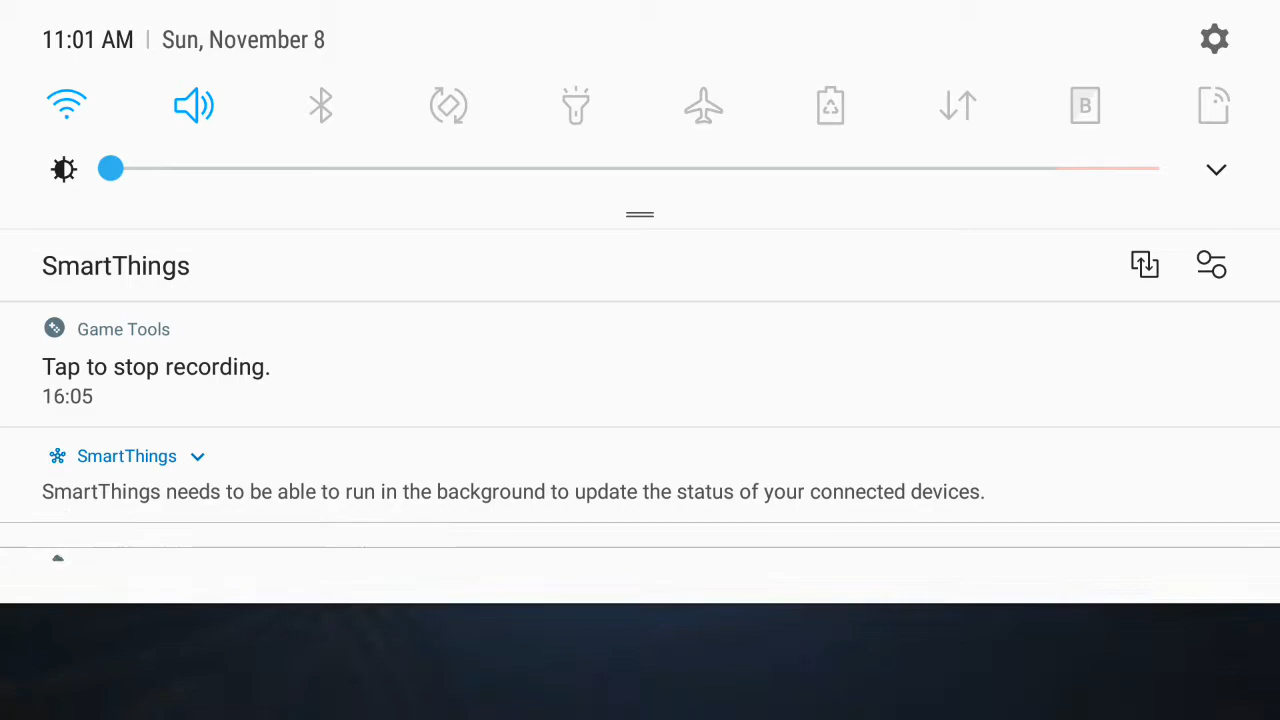 11:01 AM | Sun, November 8
B
SmartThings
Game Tools
Tap to stop recording.
16:05
SmartThings
SmartThings needs to be able to run in the background to update the status of your connected devices.